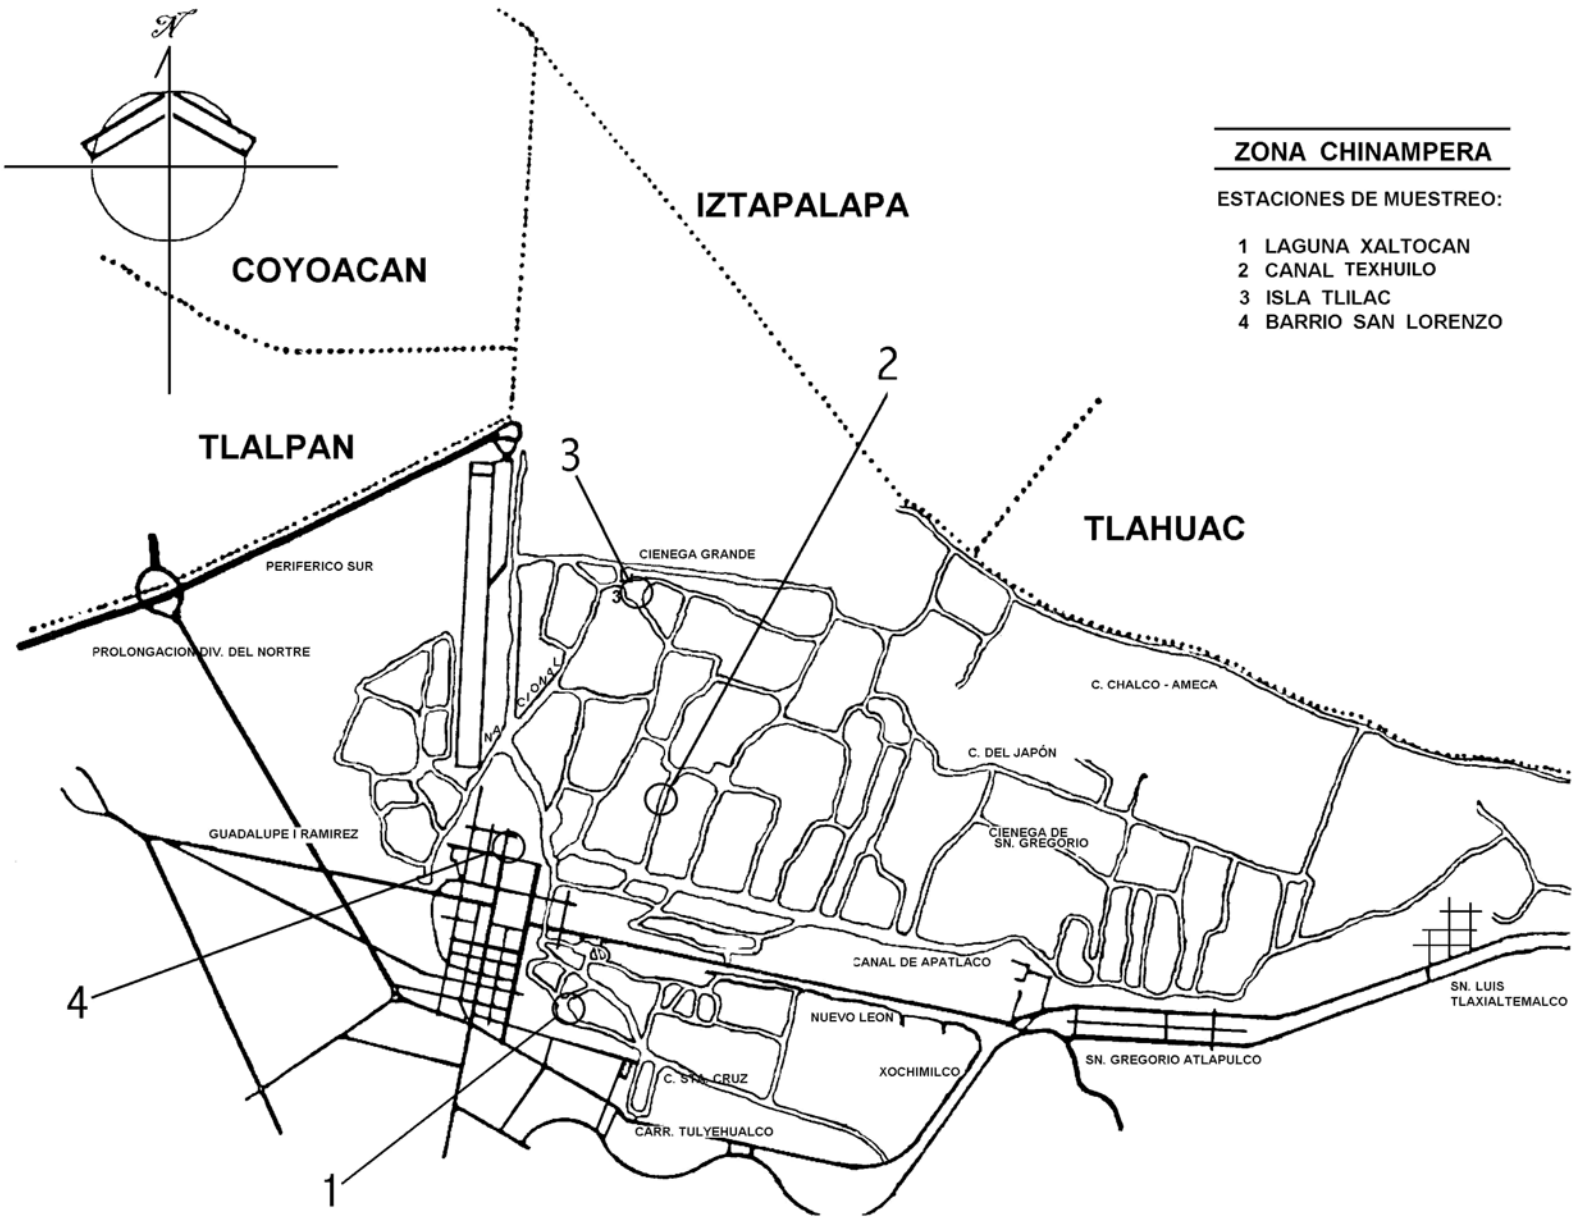 N
ZONA CHINAMPERA
IZTAPALAPA
ESTACIONES DE MUESTREO:
1 LAGUNA XALTOCAN
2 CANAL TEXHUILO
3 ISLA TLILAC
4 BARRIO SAN LORENZO
COYOACAN
2
TLALPAN
3
TLAHUAC
CIENEGA GRANDE
PERIFERICO SUR
3
PROLONGACION DIV. DEL NORTRE
NACIONAL
C. CHALCO - AMECA
C. DEL JAPÓN
GUADALUPE I RAMIREZ
CIENEGA DE
SN. GREGORIO
CANAL DE APATLACO
4
SN. LUIS
TLAXIALTEMALCO
NUEVO LEON
SN. GREGORIO ATLAPULCO
XOCHIMILCO
C. STA. CRUZ
CARR. TULYEHUALCO
1